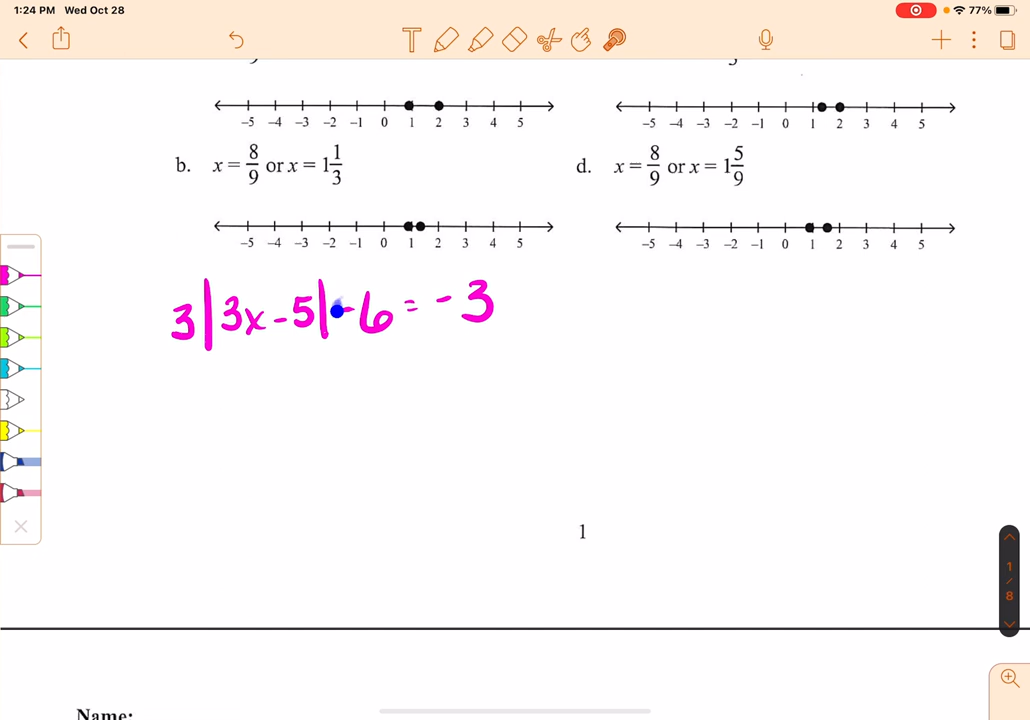 1:24 PM Wed Oct 28
77%
T
-5 -4 -3 -2 -1 0 1 2 3 4 5
-5 -4 -3 -2 -1 0 1 2 3 4 5
b. x = 8/9 or x = 1 1/3
d. x = 8/9 or x = 1 5/9
-5 -4 -3 -2 -1 0 1 2 3 4 5
-5 -4 -3 -2 -1 0 1 2 3 4 5
3|3x - 5| - 6 = -3
1
1
/
8
Name: